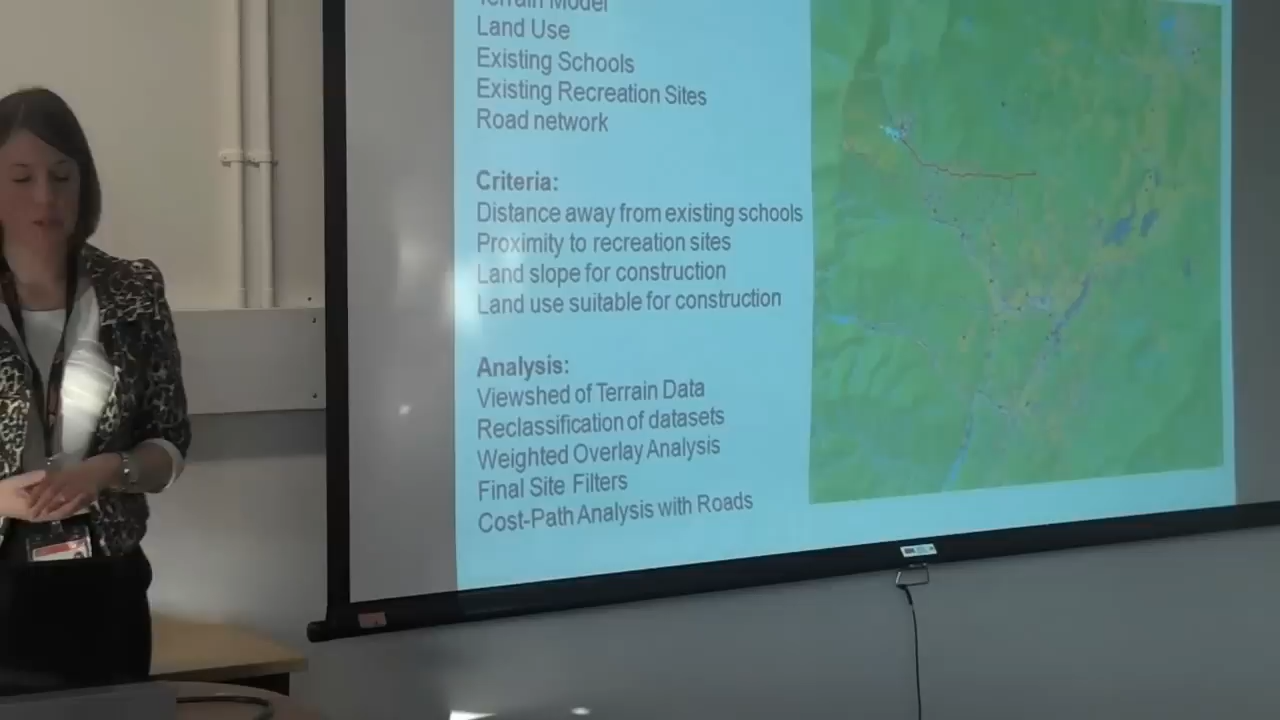 Terrain Model
Land Use
Existing Schools
Existing Recreation Sites
Road network
Criteria:
Distance away from existing schools
Proximity to recreation sites
Land slope for construction
Land use suitable for construction
Analysis:
Viewshed of Terrain Data
Reclassification of datasets
Weighted Overlay Analysis
Final Site Filters
Cost-Path Analysis with Roads